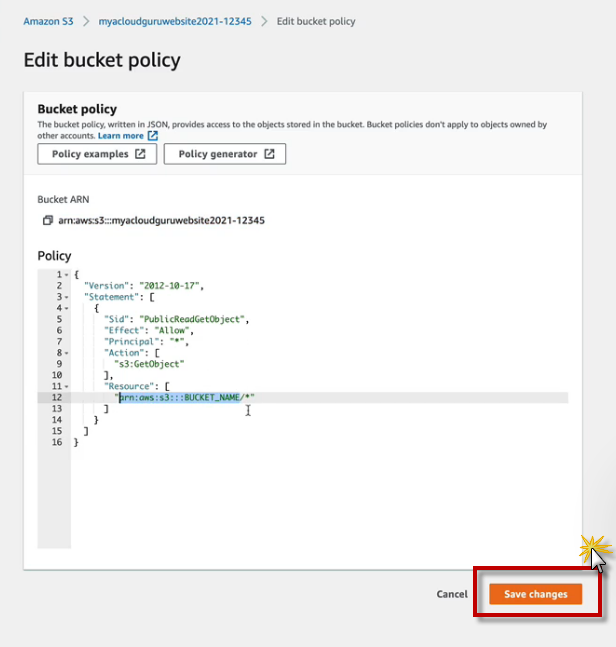 Amazon S3 > myacloudguruwebsite2021-12345 > Edit bucket policy
Edit bucket policy
Bucket policy
The bucket policy, written in JSON, provides access to the objects stored in the bucket. Bucket policies don't apply to objects owned by
other accounts. Learn more
Policy examples Policy generator
Bucket ARN
arn:aws:s3:::myacloudguruwebsite2021-12345
Policy
1 {
2 "Version": "2012-10-17",
3 "Statement": [
4 {
5 "Sid": "PublicReadGetObject",
6 "Effect": "Allow",
7 "Principal": "*",
8 "Action": [
9 "s3:GetObject"
10 ],
11 "Resource": [
12 "arn:aws:s3:::BUCKET_NAME/*"
13 ]
14 }
15 ]
16 }
Cancel Save changes